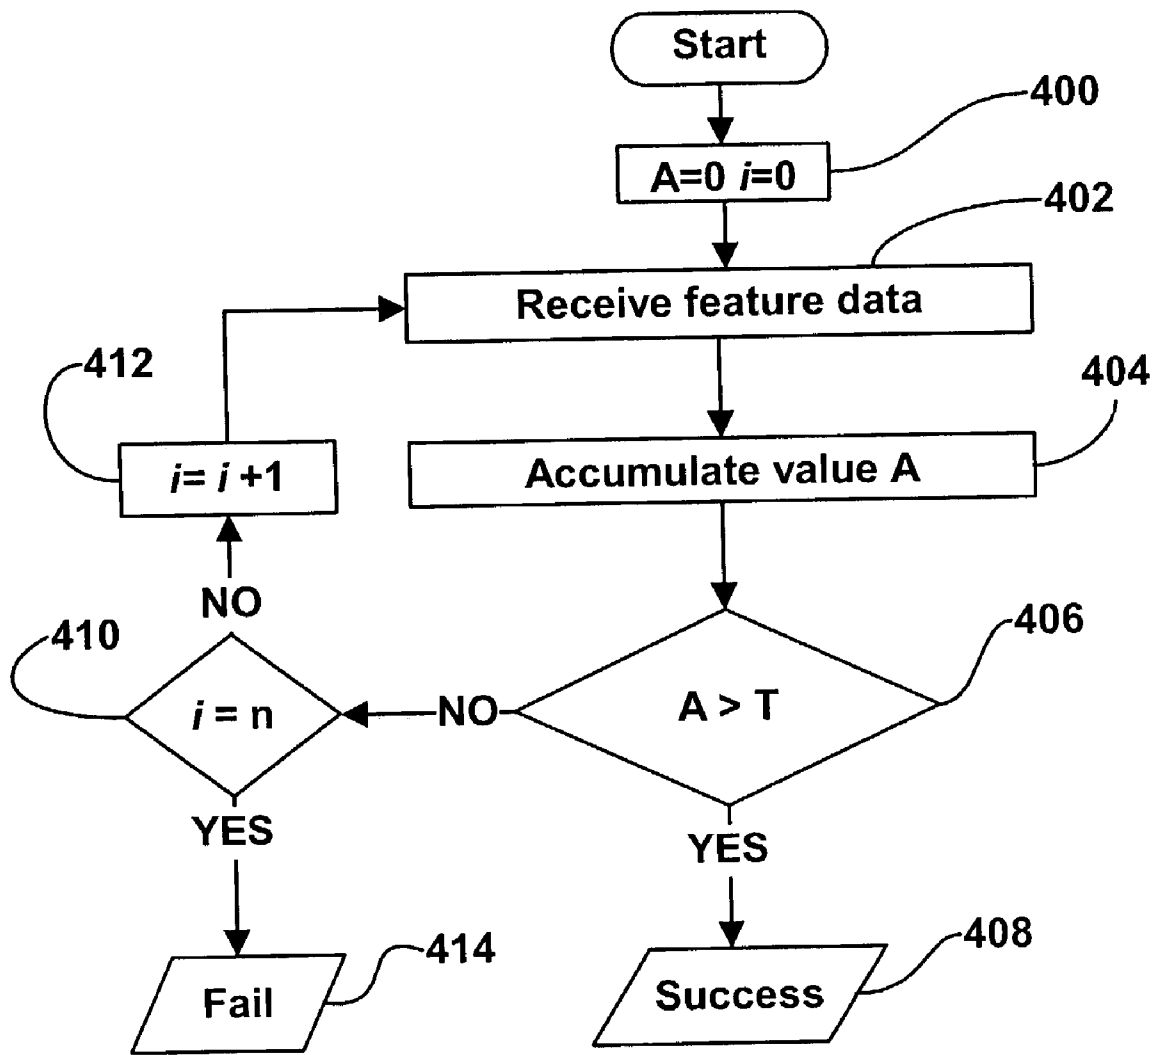 Start
400
A=0 i=0
402
Receive feature data
412
404
i= i +1
Accumulate value A
NO
410
406
i = n
NO
A > T
YES
YES
414
408
Fail
Success